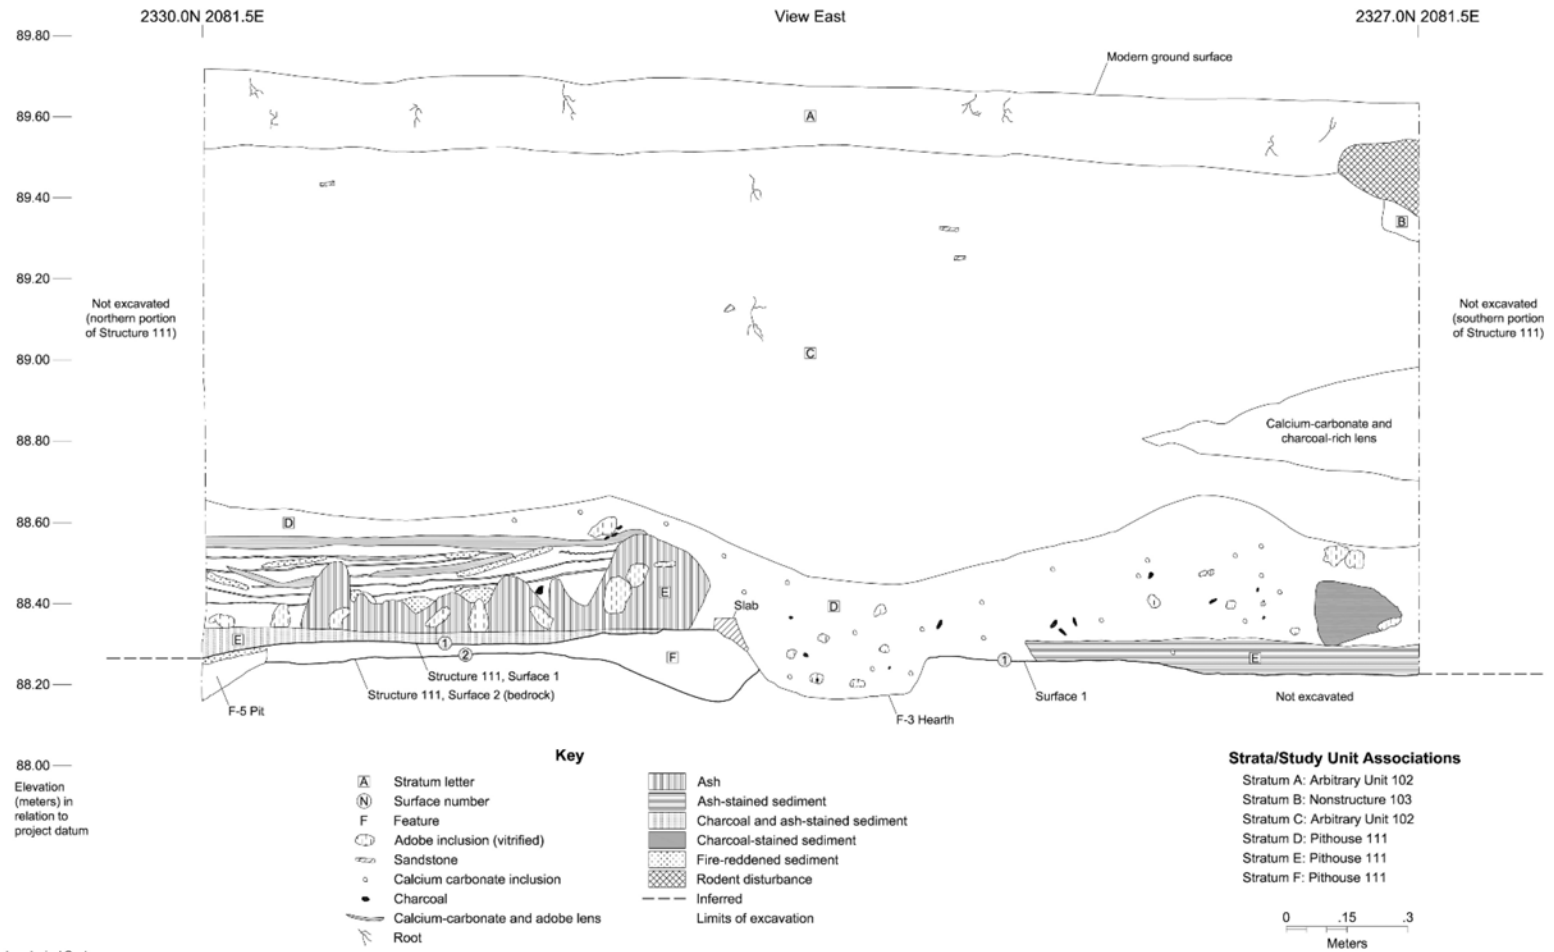 2330.0N 2081.5E
View East
2327.0N 2081.5E
89.80
Modern ground surface
89.60
A
89.40
B
89.20
Not excavated
(northern portion
of Structure 111)
Not excavated
(southern portion
of Structure 111)
89.00
C
88.80
Calcium-carbonate and
charcoal-rich lens
88.60
D
88.40
E
D
Slab
E
1
2
F
1
E
88.20
Structure 111, Surface 1
Structure 111, Surface 2 (bedrock)
Surface 1
Not excavated
F-5 Pit
F-3 Hearth
88.00
Elevation
(meters) in
relation to
project datum
Key
A Stratum letter
N Surface number
F Feature
Adobe inclusion (vitrified)
Sandstone
Calcium carbonate inclusion
Charcoal
Calcium-carbonate and adobe lens
Root
Ash
Ash-stained sediment
Charcoal and ash-stained sediment
Charcoal-stained sediment
Fire-reddened sediment
Rodent disturbance
Inferred
Limits of excavation
Strata/Study Unit Associations
Stratum A: Arbitrary Unit 102
Stratum B: Nonstructure 103
Stratum C: Arbitrary Unit 102
Stratum D: Pithouse 111
Stratum E: Pithouse 111
Stratum F: Pithouse 111
0 .15 .3
Meters